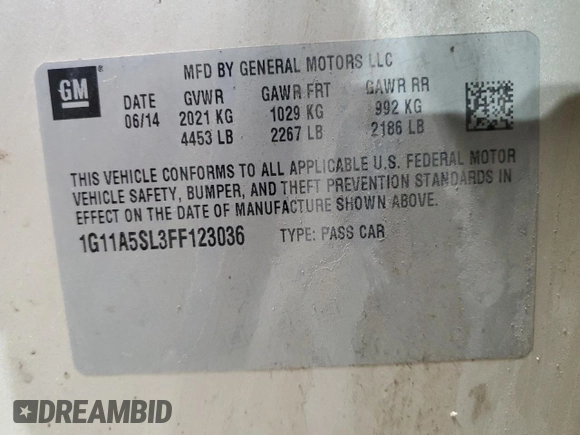 GM ®
MFD BY GENERAL MOTORS LLC
DATE GVWR GAWR FRT GAWR RR
06/14 2021 KG 1029 KG 992 KG
4453 LB 2267 LB 2186 LB
THIS VEHICLE CONFORMS TO ALL APPLICABLE U.S. FEDERAL MOTOR
VEHICLE SAFETY, BUMPER, AND THEFT PREVENTION STANDARDS IN
EFFECT ON THE DATE OF MANUFACTURE SHOWN ABOVE.
1G11A5SL3FF123036 TYPE: PASS CAR
DREAMBID